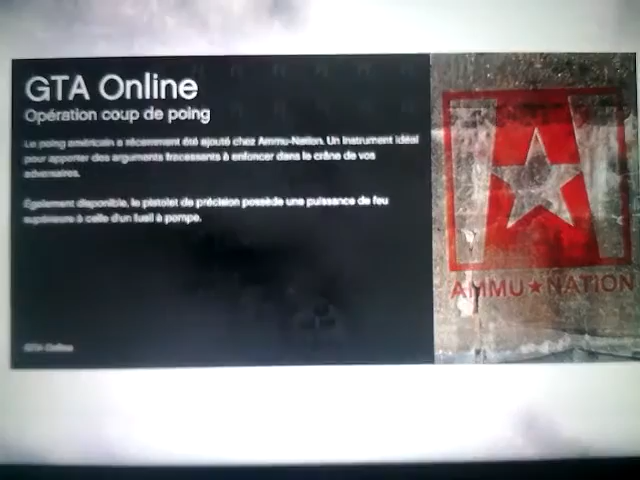 GTA Online
Opération coup de poing
Le poing américain a récemment été ajouté chez Ammu-Nation. Un instrument idéal
pour apporter des arguments fracassants à enfoncer dans le crâne de vos
adversaires.
Également disponible, le pistolet de précision possède une puissance de feu
supérieure à celle d'un fusil à pompe.
GTA Online
AMMU★NATION